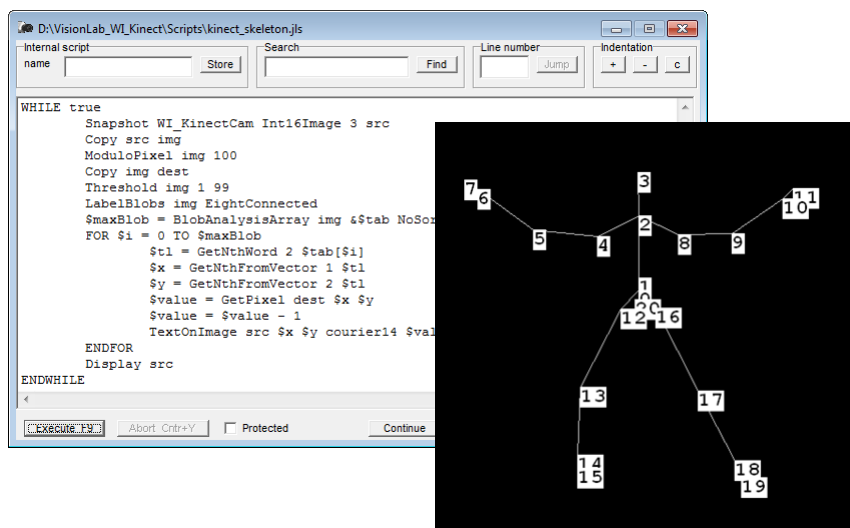 D:\VisionLab_WI_Kinect\Scripts\kinect_skeleton.jls
Internal script
Search
Line number
Indentation
name
Store
Find
Jump
+
-
c
WHILE true
Snapshot WI_KinectCam Int16Image 3 src
Copy src img
ModuloPixel img 100
Copy img dest
Threshold img 1 99
LabelBlobs img EightConnected
$maxBlob = BlobAnalysisArray img &$tab NoSor
FOR $i = 0 TO $maxBlob
$tl = GetNthWord 2 $tab[$i]
$x = GetNthFromVector 1 $tl
$y = GetNthFromVector 2 $tl
$value = GetPixel dest $x $y
$value = $value - 1
TextOnImage src $x $y courier14 $val
ENDFOR
Display src
ENDWHILE
Execute F9
Abort Cntr+Y
Protected
Continue
3
7
6
11
10
2
5
4
8
9
1
0
20
12
16
13
17
14
15
18
19